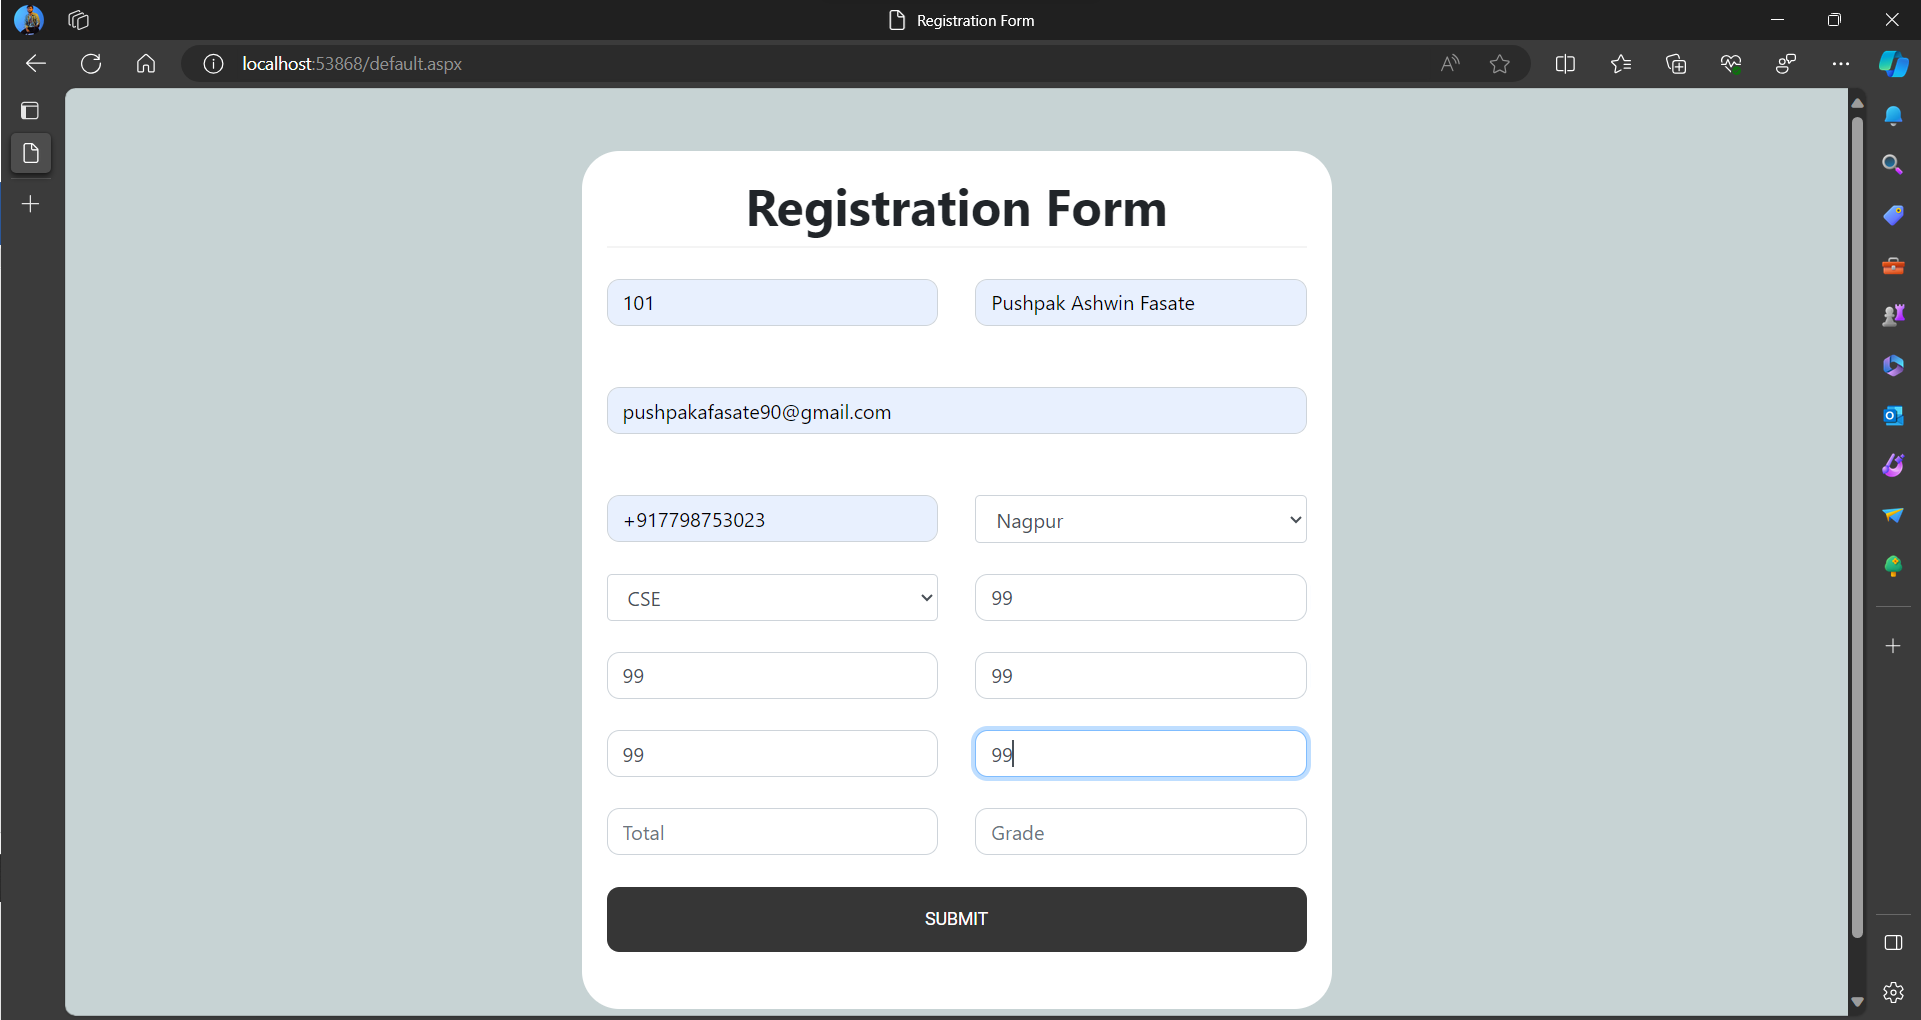 Registration Form
localhost:53868/default.aspx
Registration Form
101
Pushpak Ashwin Fasate
pushpakafasate90@gmail.com
+917798753023
Nagpur
CSE
99
99
99
99
99
Total
Grade
SUBMIT